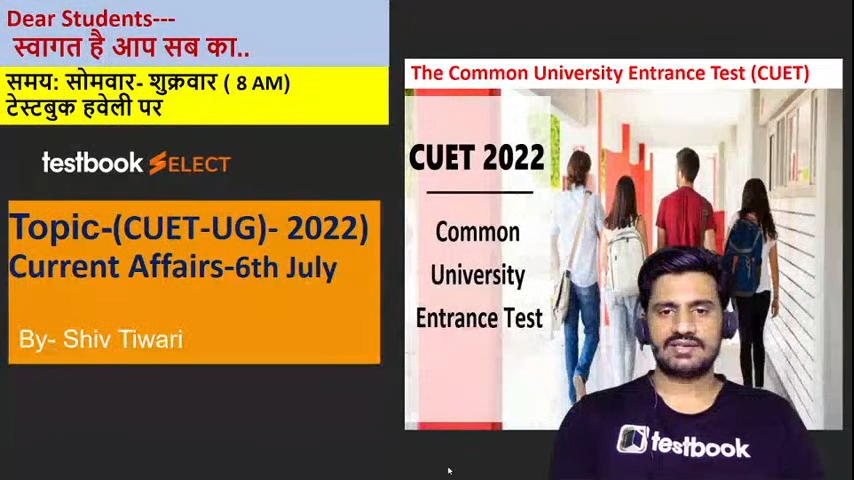 Dear Students---
स्वागत है आप सब का..
समय: सोमवार- शुक्रवार ( 8 AM)
टेस्टबुक हवेली पर
testbook SELECT
Topic-(CUET-UG)- 2022)
Current Affairs-6th July
By- Shiv Tiwari
The Common University Entrance Test (CUET)
CUET 2022
Common
University
Entrance Test
testbook